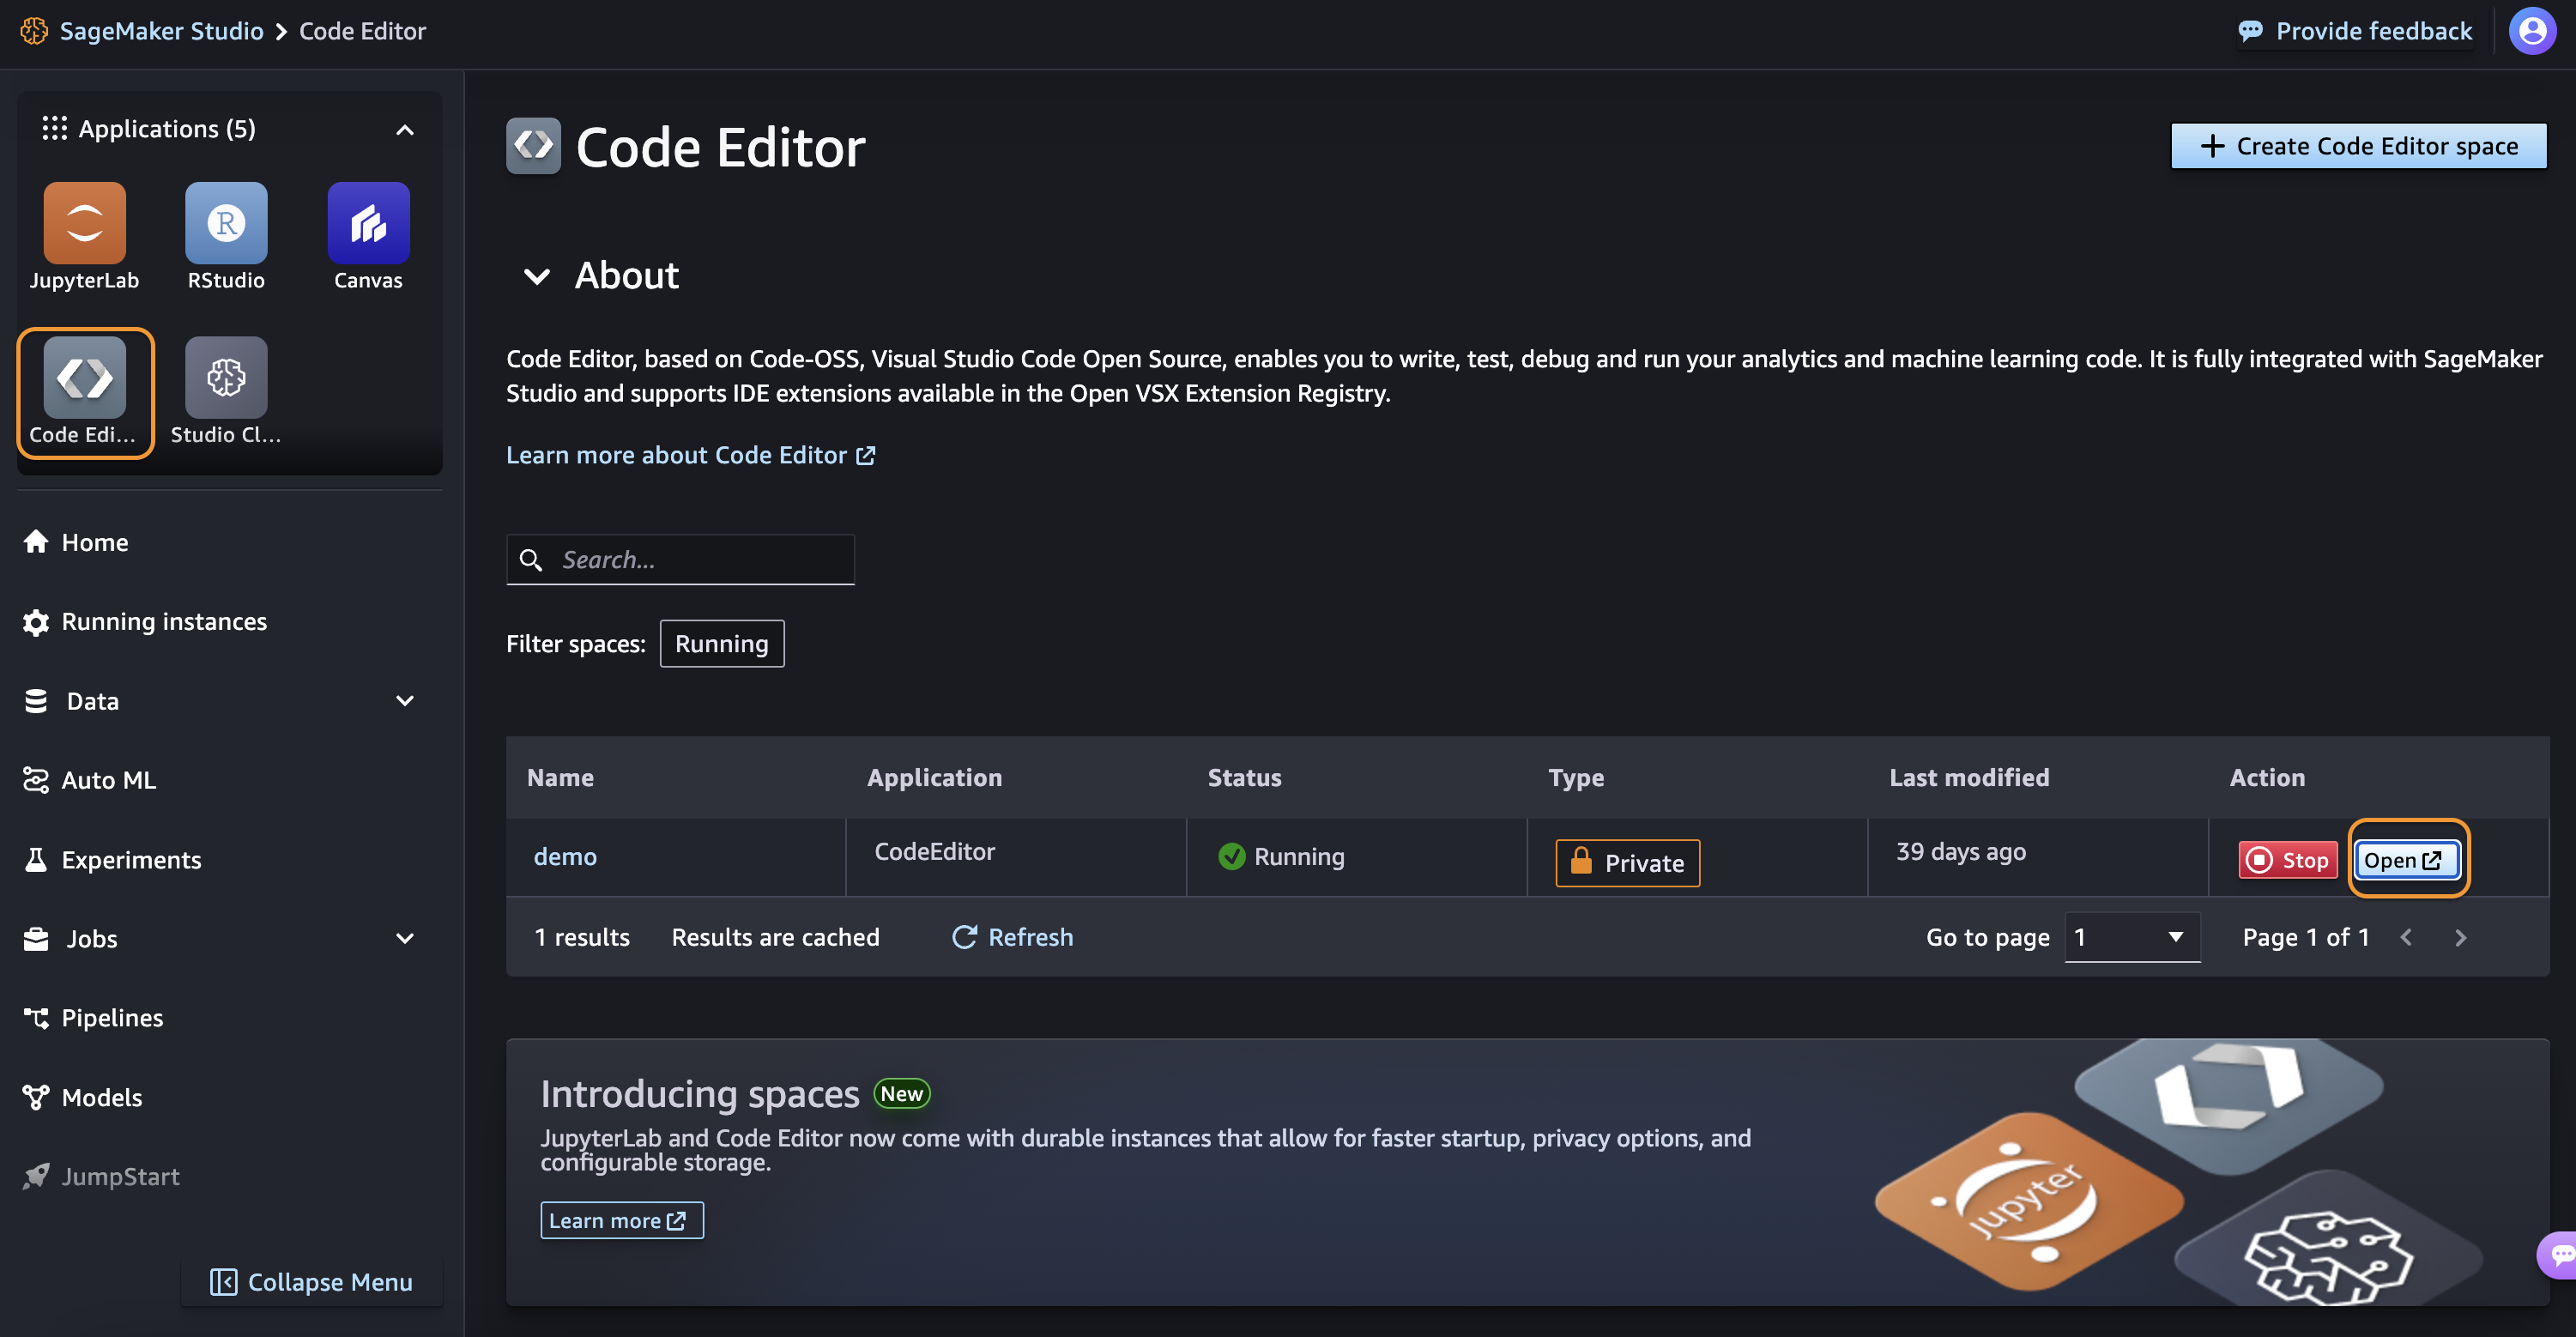 SageMaker Studio > Code Editor
Provide feedback
Applications (5)
JupyterLab
RStudio
Canvas
Code Edi...
Studio Cl...
Home
Running instances
Data
Auto ML
Experiments
Jobs
Pipelines
Models
JumpStart
Collapse Menu
Code Editor
Create Code Editor space
About
Code Editor, based on Code-OSS, Visual Studio Code Open Source, enables you to write, test, debug and run your analytics and machine learning code. It is fully integrated with SageMaker
Studio and supports IDE extensions available in the Open VSX Extension Registry.
Learn more about Code Editor
Search...
Filter spaces: Running
Name Application Status Type Last modified Action
demo CodeEditor Running Private 39 days ago Stop Open
1 results Results are cached Refresh Go to page 1 Page 1 of 1
Introducing spaces New
JupyterLab and Code Editor now come with durable instances that allow for faster startup, privacy options, and
configurable storage.
Learn more
jupyter